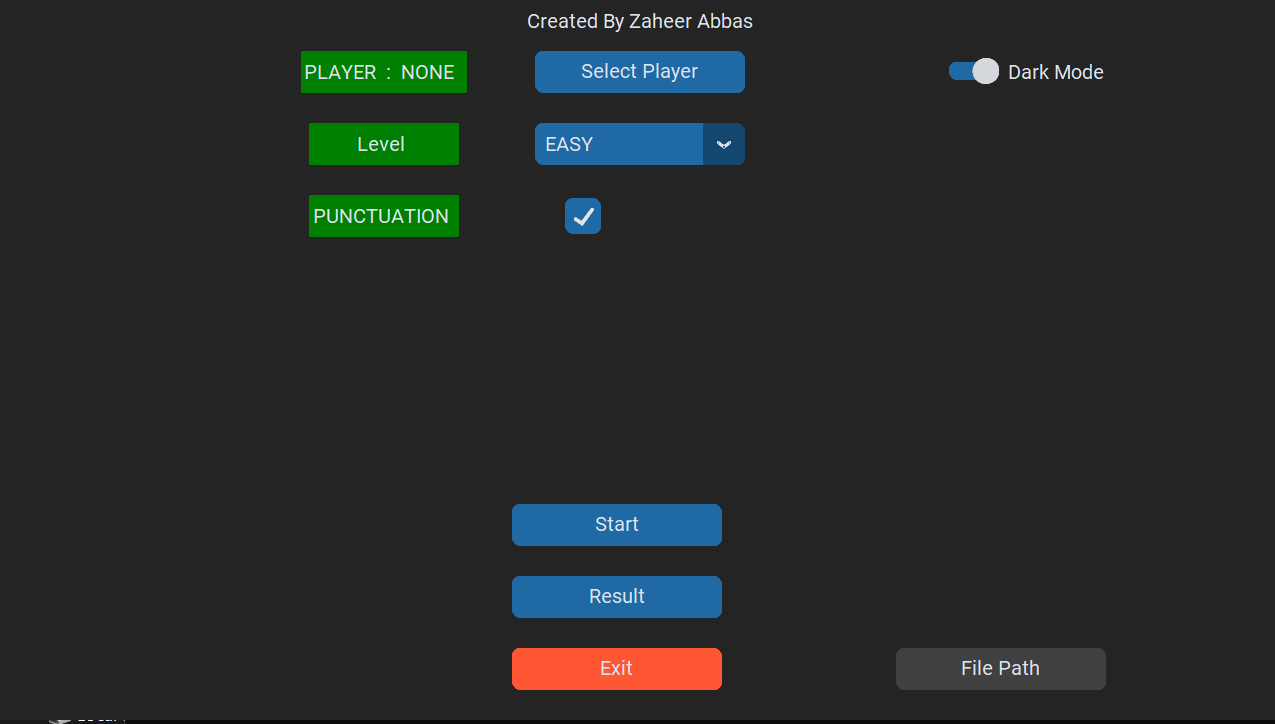 Created By Zaheer Abbas
PLAYER : NONE
Select Player
Dark Mode
Level
EASY
PUNCTUATION
Start
Result
Exit
File Path